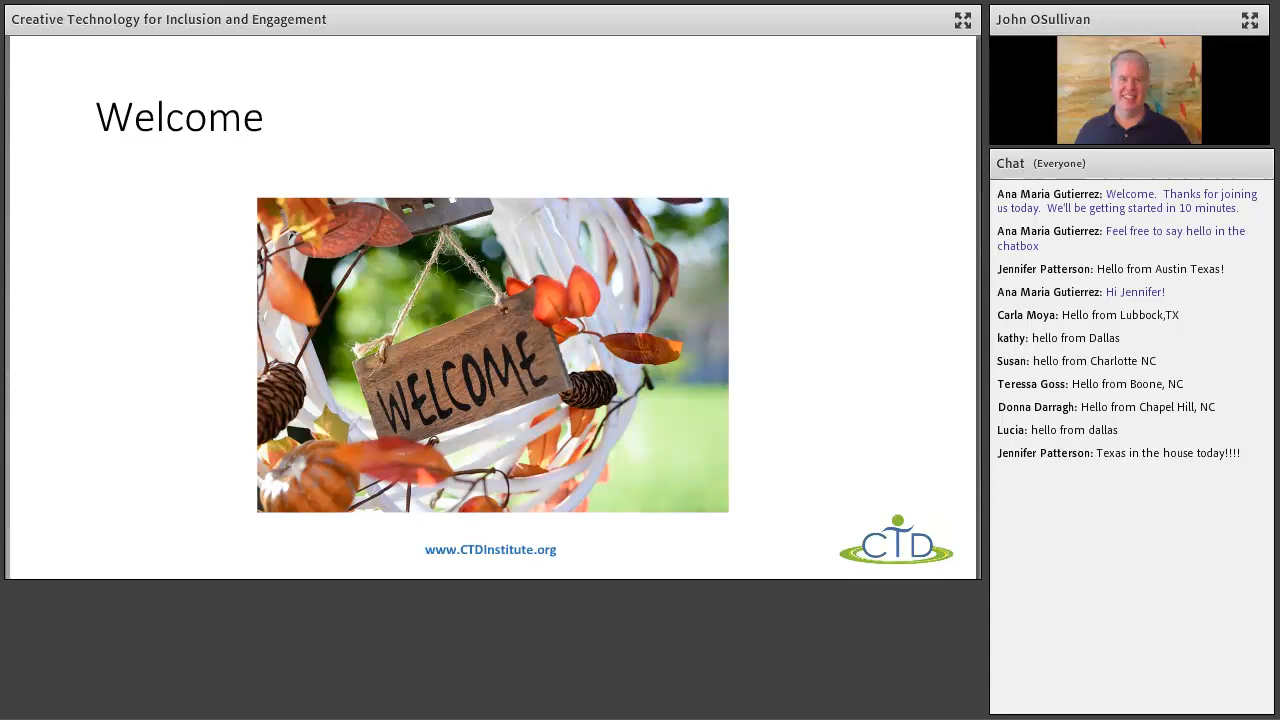 Creative Technology for Inclusion and Engagement
Welcome
WELCOME
www.CTDInstitute.org
CTD
John OSullivan
Chat (Everyone)
Ana Maria Gutierrez: Welcome.  Thanks for joining
us today.  We'll be getting started in 10 minutes.
Ana Maria Gutierrez: Feel free to say hello in the
chatbox
Jennifer Patterson: Hello from Austin Texas!
Ana Maria Gutierrez: Hi Jennifer!
Carla Moya: Hello from Lubbock,TX
kathy: hello from Dallas
Susan: hello from Charlotte NC
Teressa Goss: Hello from Boone, NC
Donna Darragh: Hello from Chapel Hill, NC
Lucia: hello from dallas
Jennifer Patterson: Texas in the house today!!!!